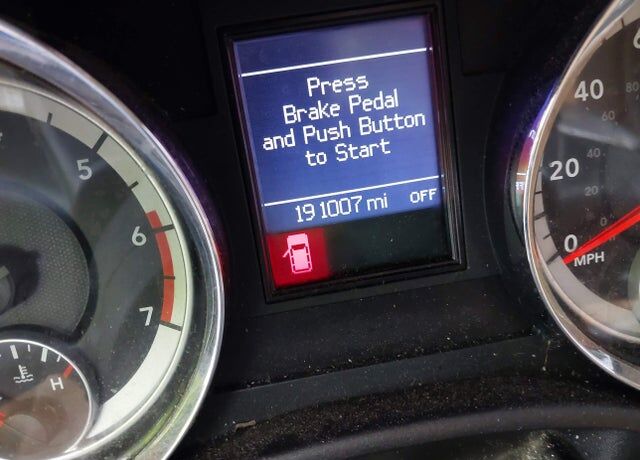 Press
Brake Pedal
and Push Button
to Start
191007 mi OFF
5
6
7
H
40
20
0
MPH
60
40
20
0